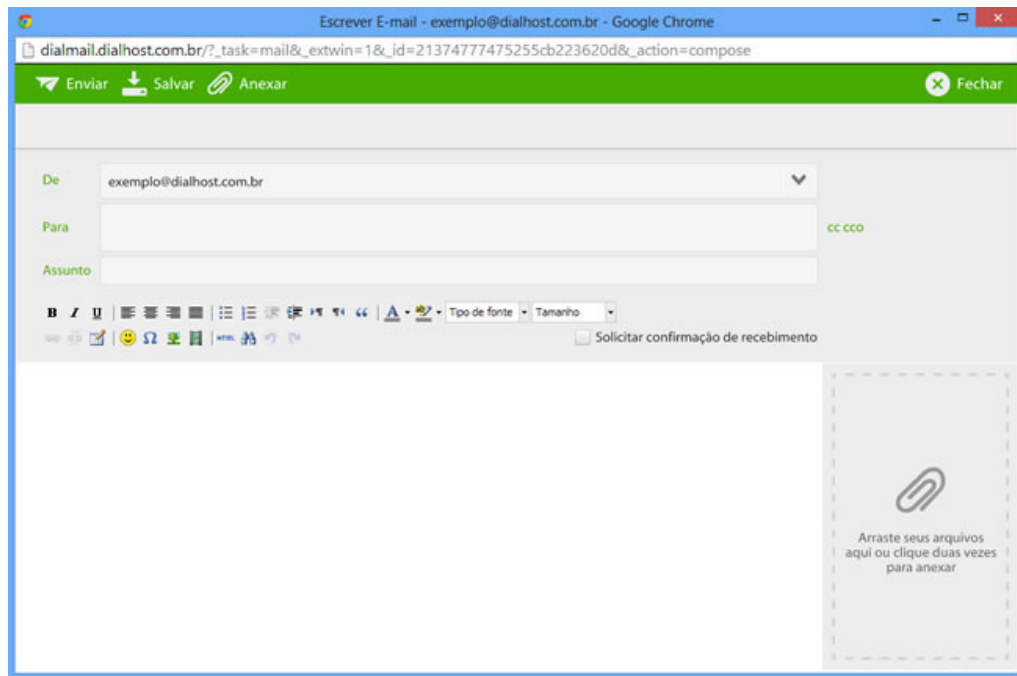 Escrever E-mail - exemplo@dialhost.com.br - Google Chrome
dialmail.dialhost.com.br/?_task=mail&_extwin=1&_id=21374777475255cb223620d&_action=compose
Enviar Salvar Anexar Fechar
De exemplo@dialhost.com.br
Para cc cco
Assunto
B I U A ab Tipo de fonte Tamanho
Ω HTML Solicitar confirmação de recebimento
Arraste seus arquivos
aqui ou clique duas vezes
para anexar